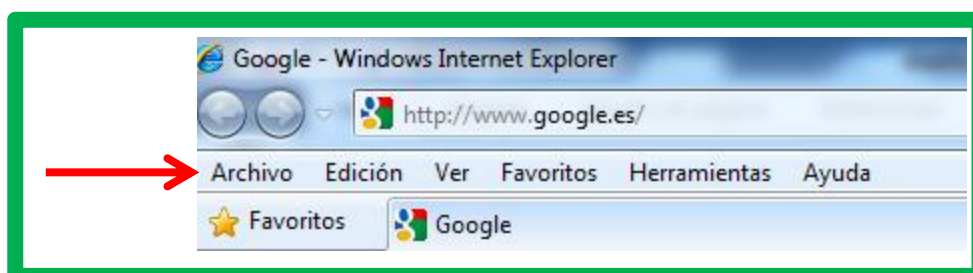 Google - Windows Internet Explorer
http://www.google.es/
Archivo Edición Ver Favoritos Herramientas Ayuda
Favoritos Google